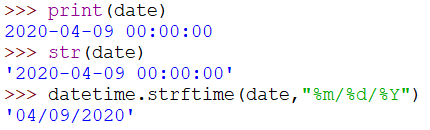 >>> print(date)
2020-04-09 00:00:00
>>> str(date)
'2020-04-09 00:00:00'
>>> datetime.strftime(date,"%m/%d/%Y")
'04/09/2020'